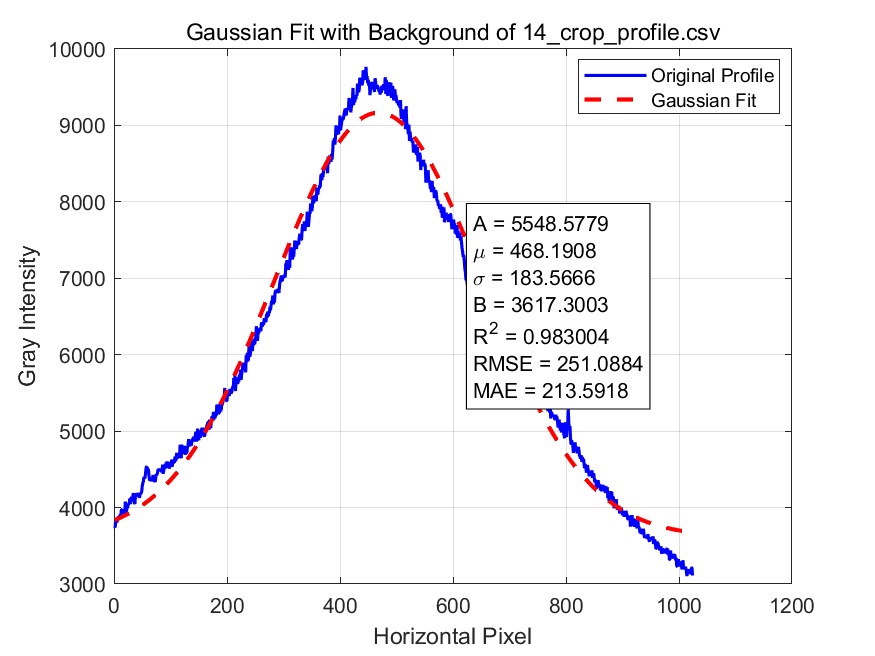 Gaussian Fit with Background of 14_crop_profile.csv
10000
9000
8000
7000
6000
5000
4000
3000
Gray Intensity
Original Profile
Gaussian Fit
A = 5548.5779
μ = 468.1908
σ = 183.5666
B = 3617.3003
R² = 0.983004
RMSE = 251.0884
MAE = 213.5918
0 200 400 600 800 1000 1200
Horizontal Pixel